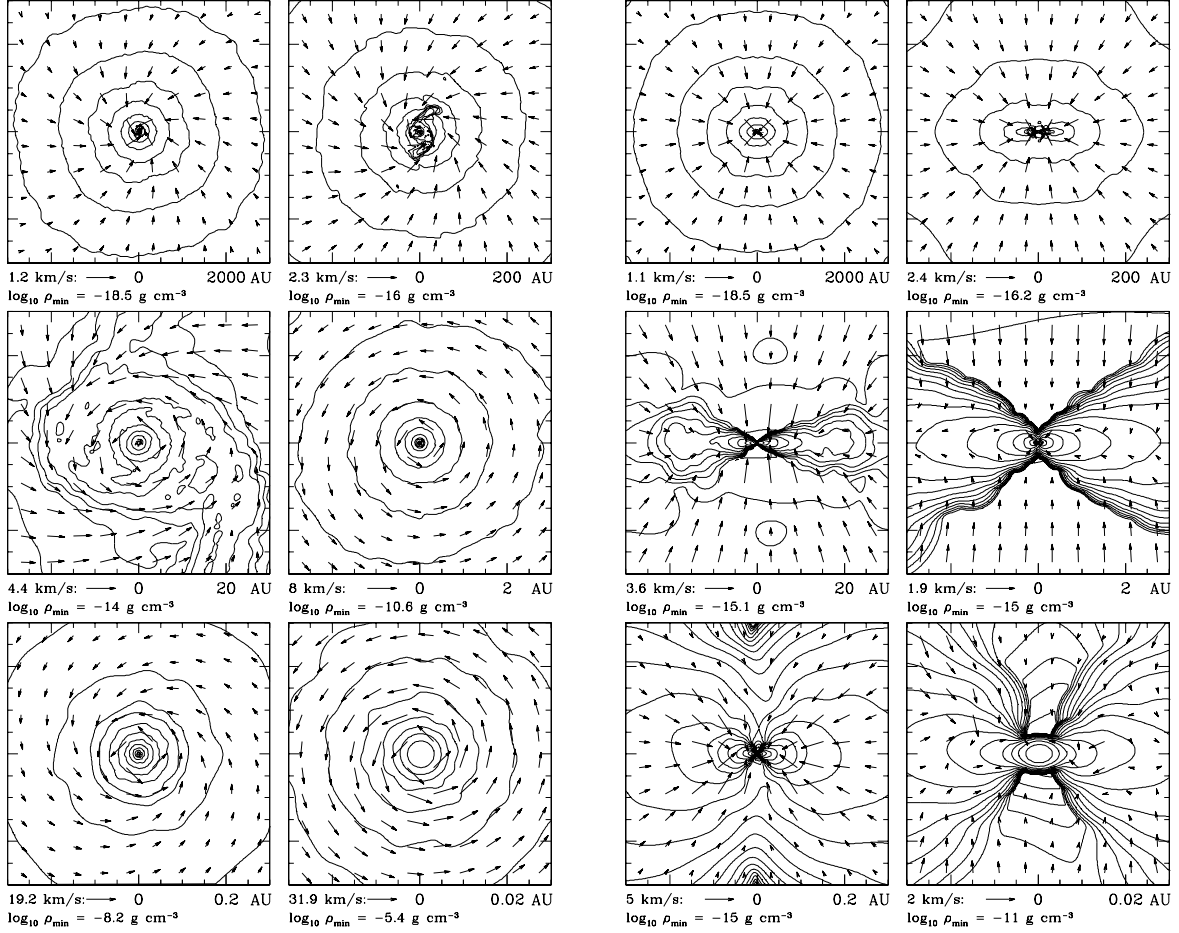 1.2 km/s: 0 2000 AU
log₁₀ ρmin = −18.5 g cm⁻³
2.3 km/s: 0 200 AU
log₁₀ ρmin = −16 g cm⁻³
1.1 km/s: 0 2000 AU
log₁₀ ρmin = −18.5 g cm⁻³
2.4 km/s: 0 200 AU
log₁₀ ρmin = −16.2 g cm⁻³
4.4 km/s: 0 20 AU
log₁₀ ρmin = −14 g cm⁻³
8 km/s: 0 2 AU
log₁₀ ρmin = −10.6 g cm⁻³
3.6 km/s: 0 20 AU
log₁₀ ρmin = −15.1 g cm⁻³
1.9 km/s: 0 2 AU
log₁₀ ρmin = −15 g cm⁻³
19.2 km/s: 0 0.2 AU
log₁₀ ρmin = −8.2 g cm⁻³
31.9 km/s: 0 0.02 AU
log₁₀ ρmin = −5.4 g cm⁻³
5 km/s: 0 0.2 AU
log₁₀ ρmin = −15 g cm⁻³
2 km/s: 0 0.02 AU
log₁₀ ρmin = −11 g cm⁻³